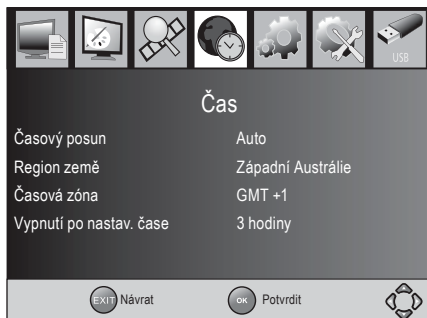 USB
Čas
Časový posun Auto
Region země Západní Austrálie
Časová zóna GMT +1
Vypnutí po nastav. čase 3 hodiny
EXIT Návrat OK Potvrdit